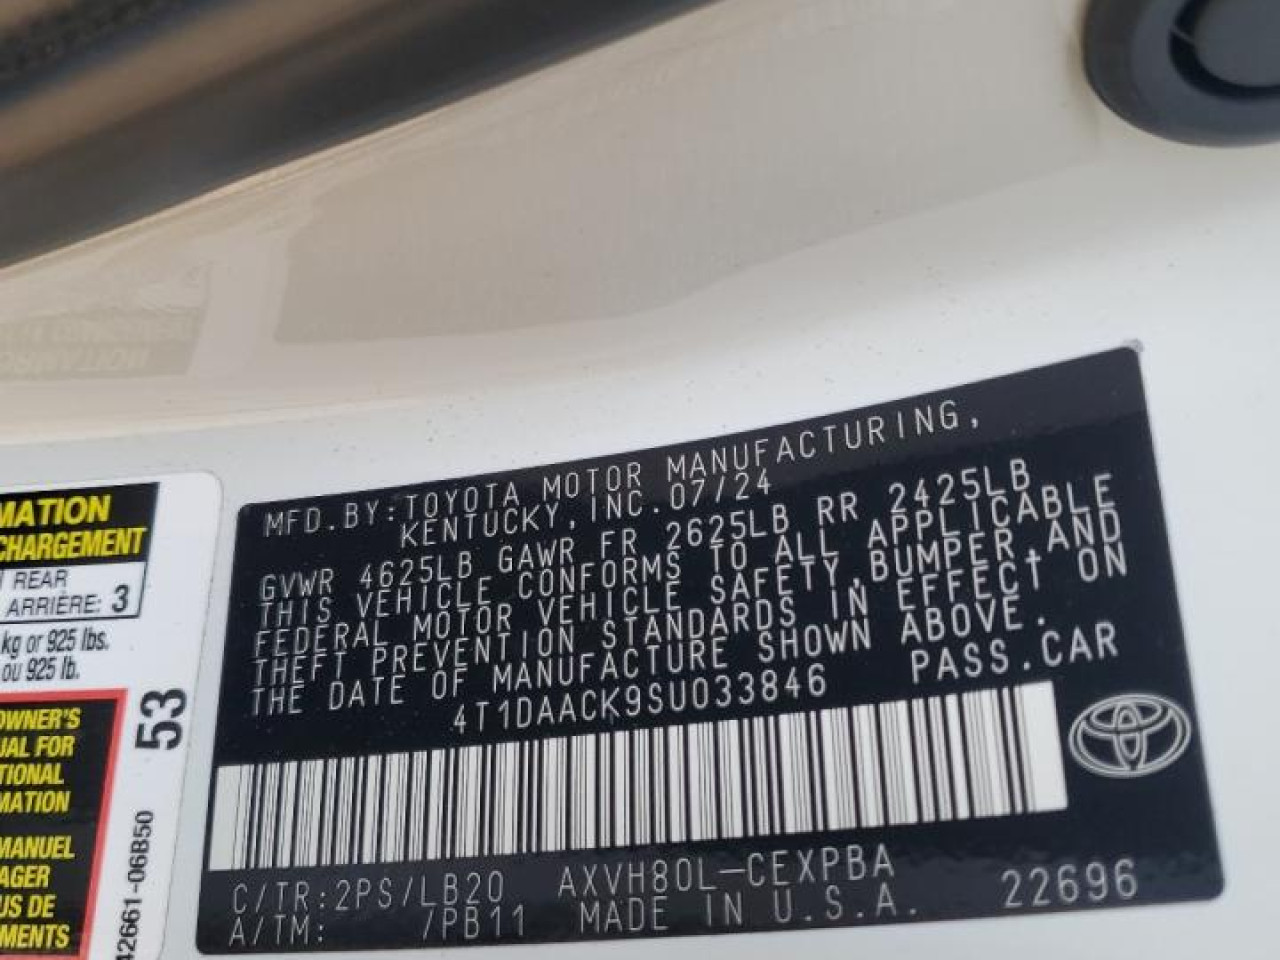 MFD.BY:TOYOTA MOTOR MANUFACTURING,
KENTUCKY,INC.07/24
GVWR 4625LB GAWR FR 2625LB RR 2425LB
THIS VEHICLE CONFORMS TO ALL APPLICABLE
FEDERAL MOTOR VEHICLE SAFETY,BUMPER,AND
THEFT PREVENTION STANDARDS IN EFFECT ON
THE DATE OF MANUFACTURE SHOWN ABOVE.
4T1DAACK9SU033846 PASS.CAR
C/TR:2PS/LB20 AXVH80L-CEXPBA
A/TM: /PB11 MADE IN U.S.A. 22696
MATION
CHARGEMENT
REAR
ARRIÈRE: 3
kg or 925 lbs.
ou 925 lb.
OWNER'S
UAL FOR
TIONAL
MATION
MANUEL
AGER
US DE
MENTS
53
42661-06B50